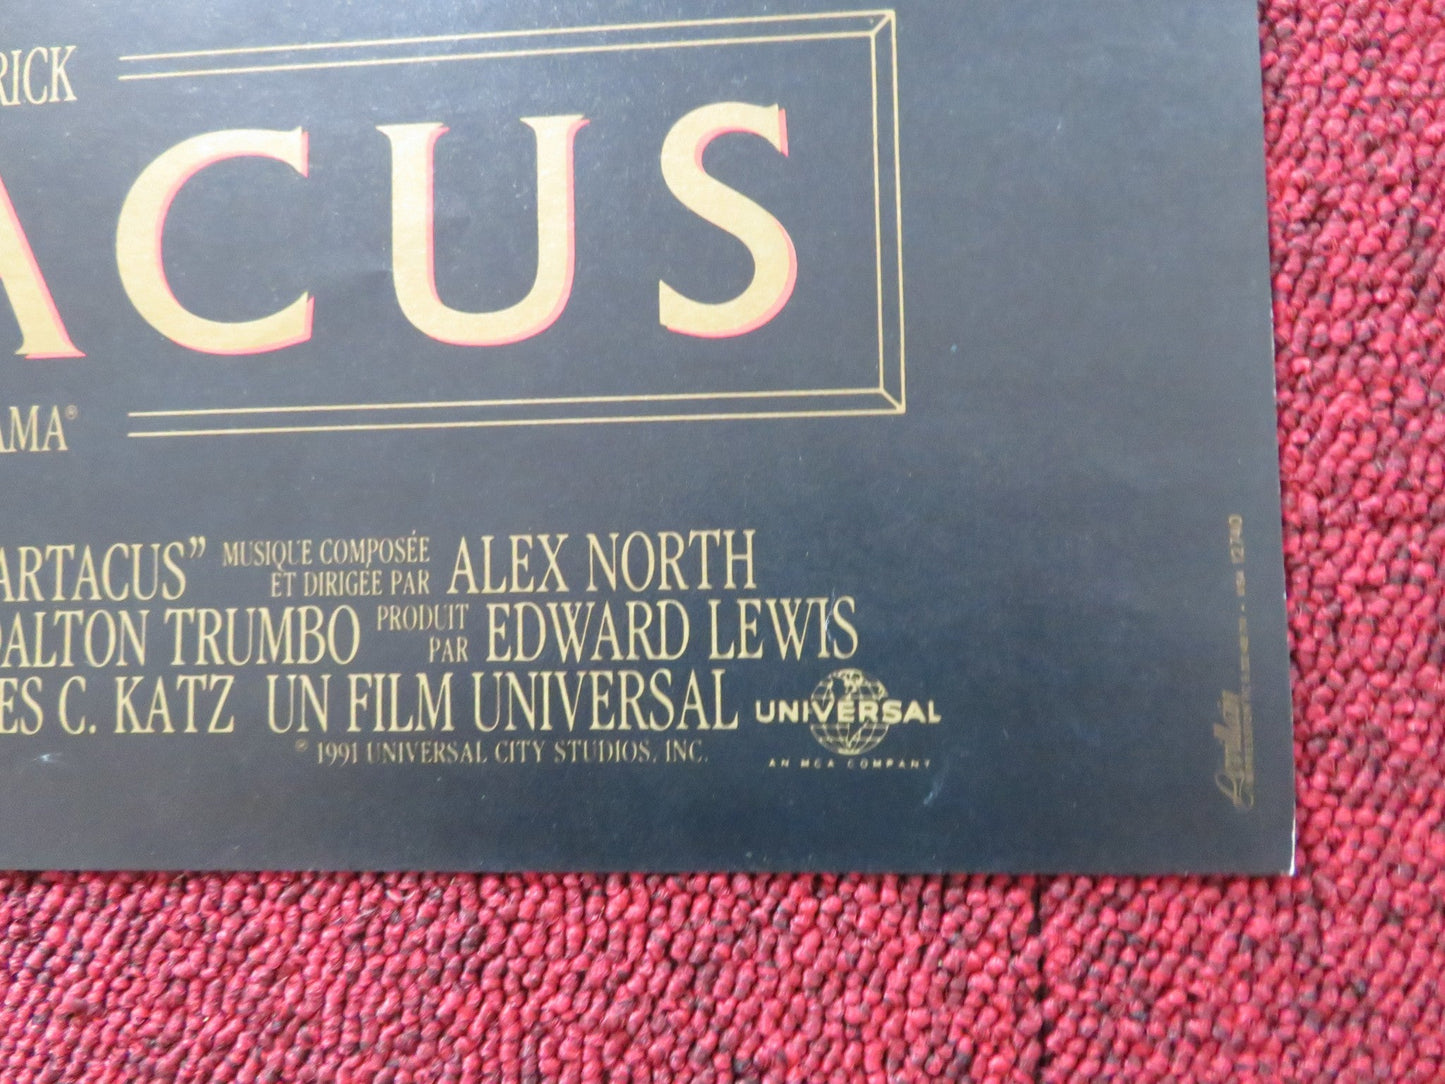 RICK
ACUS
AMA®
ARTACUS” MUSIQUE COMPOSÉE ET DIRIGÉE PAR ALEX NORTH
DALTON TRUMBO PRODUIT PAR EDWARD LEWIS
ES C. KATZ UN FILM UNIVERSAL
UNIVERSAL
AN MCA COMPANY
© 1991 UNIVERSAL CITY STUDIOS, INC.
12740